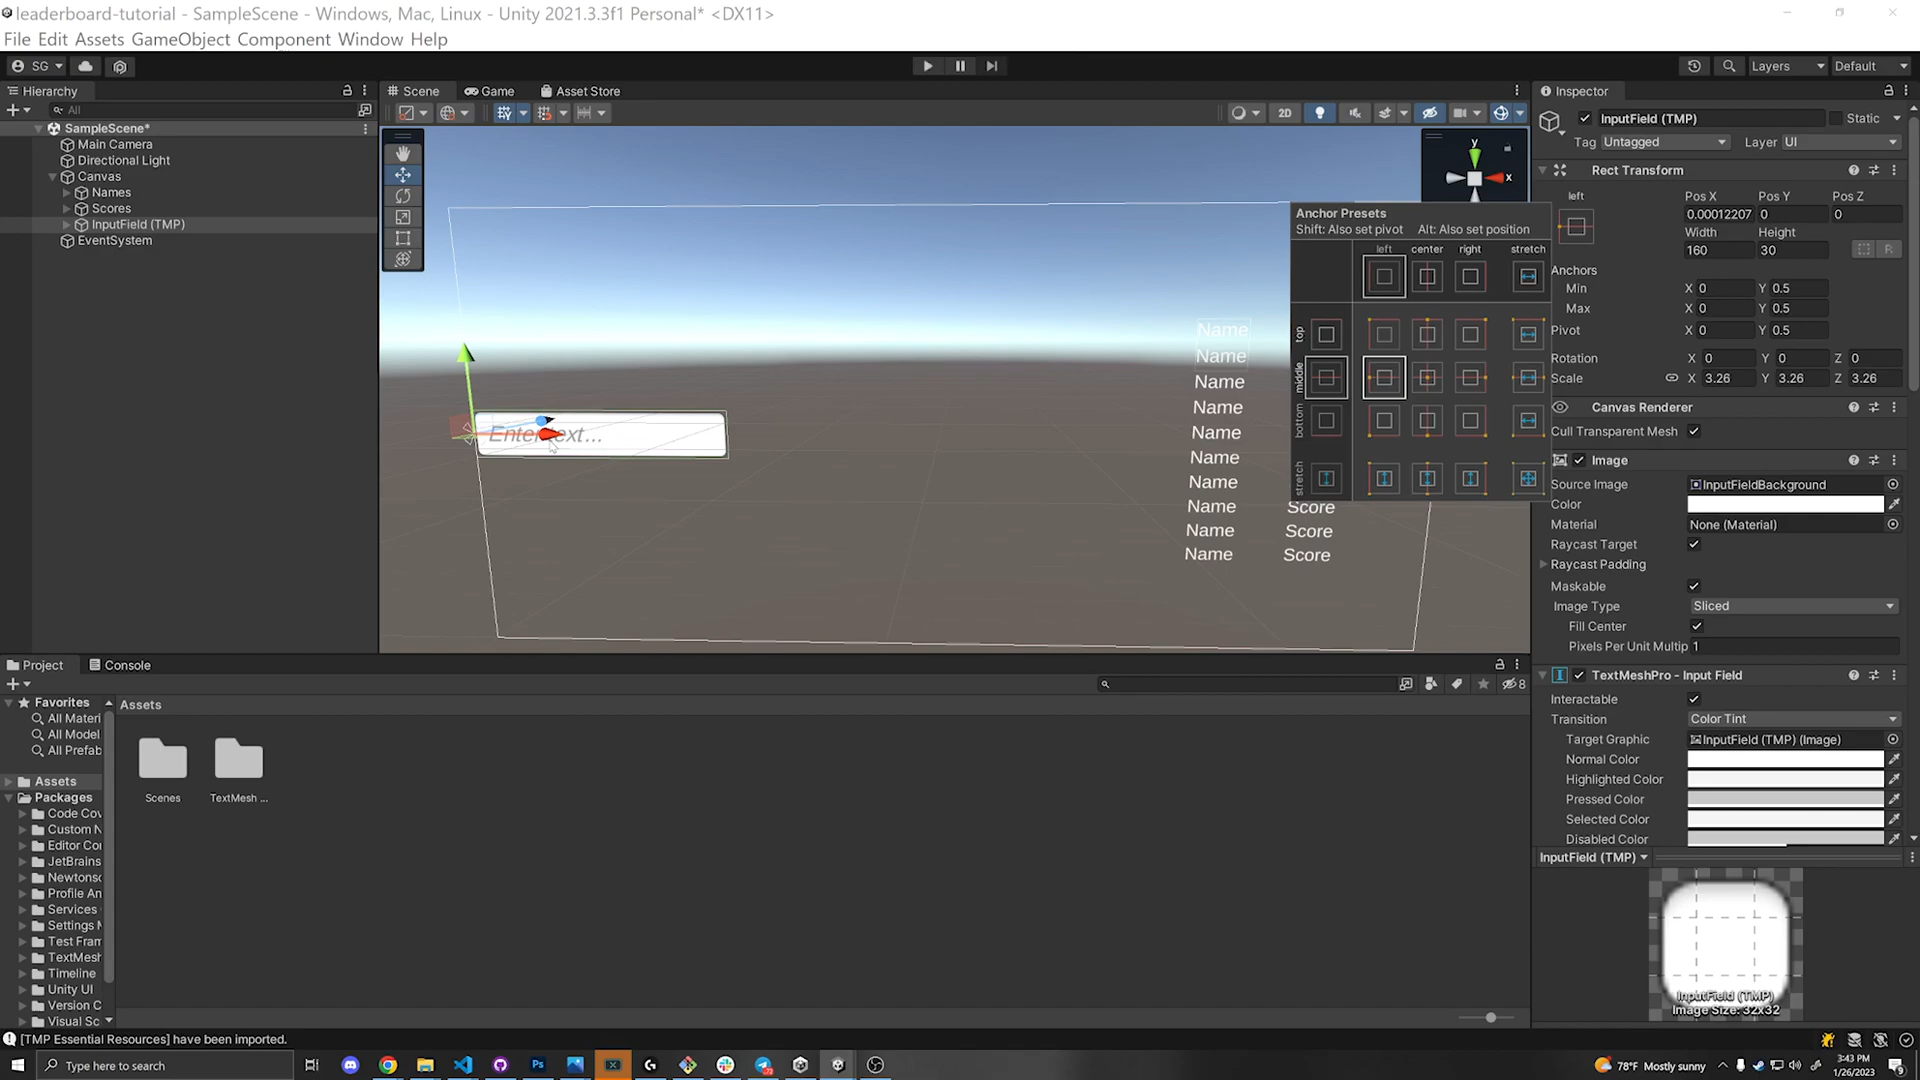 leaderboard-tutorial - SampleScene - Windows, Mac, Linux - Unity 2021.3.3f1 Personal* <DX11>
File Edit Assets GameObject Component Window Help
SG
Layers
Default
Hierarchy
All
SampleScene*
Main Camera
Directional Light
Canvas
Names
Scores
InputField (TMP)
EventSystem
Scene
Game
Asset Store
2D
y
x
Enter text...
Name
Name
Name
Name
Name
Name
Name
Name Score
Name Score
Name Score
Anchor Presets
Shift: Also set pivot Alt: Also set position
left center right stretch
top
middle
bottom
stretch
Inspector
InputField (TMP)
Static
Tag Untagged Layer UI
Rect Transform
left
Pos X Pos Y Pos Z
0.00012207 0 0
Width Height
160 30
R
Anchors
Min X 0 Y 0.5
Max X 0 Y 0.5
Pivot X 0 Y 0.5
Rotation X 0 Y 0 Z 0
Scale X 3.26 Y 3.26 Z 3.26
Canvas Renderer
Cull Transparent Mesh
Image
Source Image InputFieldBackground
Color
Material None (Material)
Raycast Target
Raycast Padding
Maskable
Image Type Sliced
Fill Center
Pixels Per Unit Multip 1
TextMeshPro - Input Field
Interactable
Transition Color Tint
Target Graphic InputField (TMP) (Image)
Normal Color
Highlighted Color
Pressed Color
Selected Color
Disabled Color
InputField (TMP)
InputField (TMP)
Image Size: 32x32
Project
Console
8
Favorites
All Materi
All Model
All Prefab
Assets
Packages
Code Cov
Custom N
Editor Co
JetBrains
Newtons
Profile An
Services
Settings M
Test Fram
TextMesh
Timeline
Unity UI
Version C
Visual Sc
Assets
Scenes
TextMesh ...
[TMP Essential Resources] have been imported.
Type here to search
78°F Mostly sunny
3:43 PM
1/26/2023